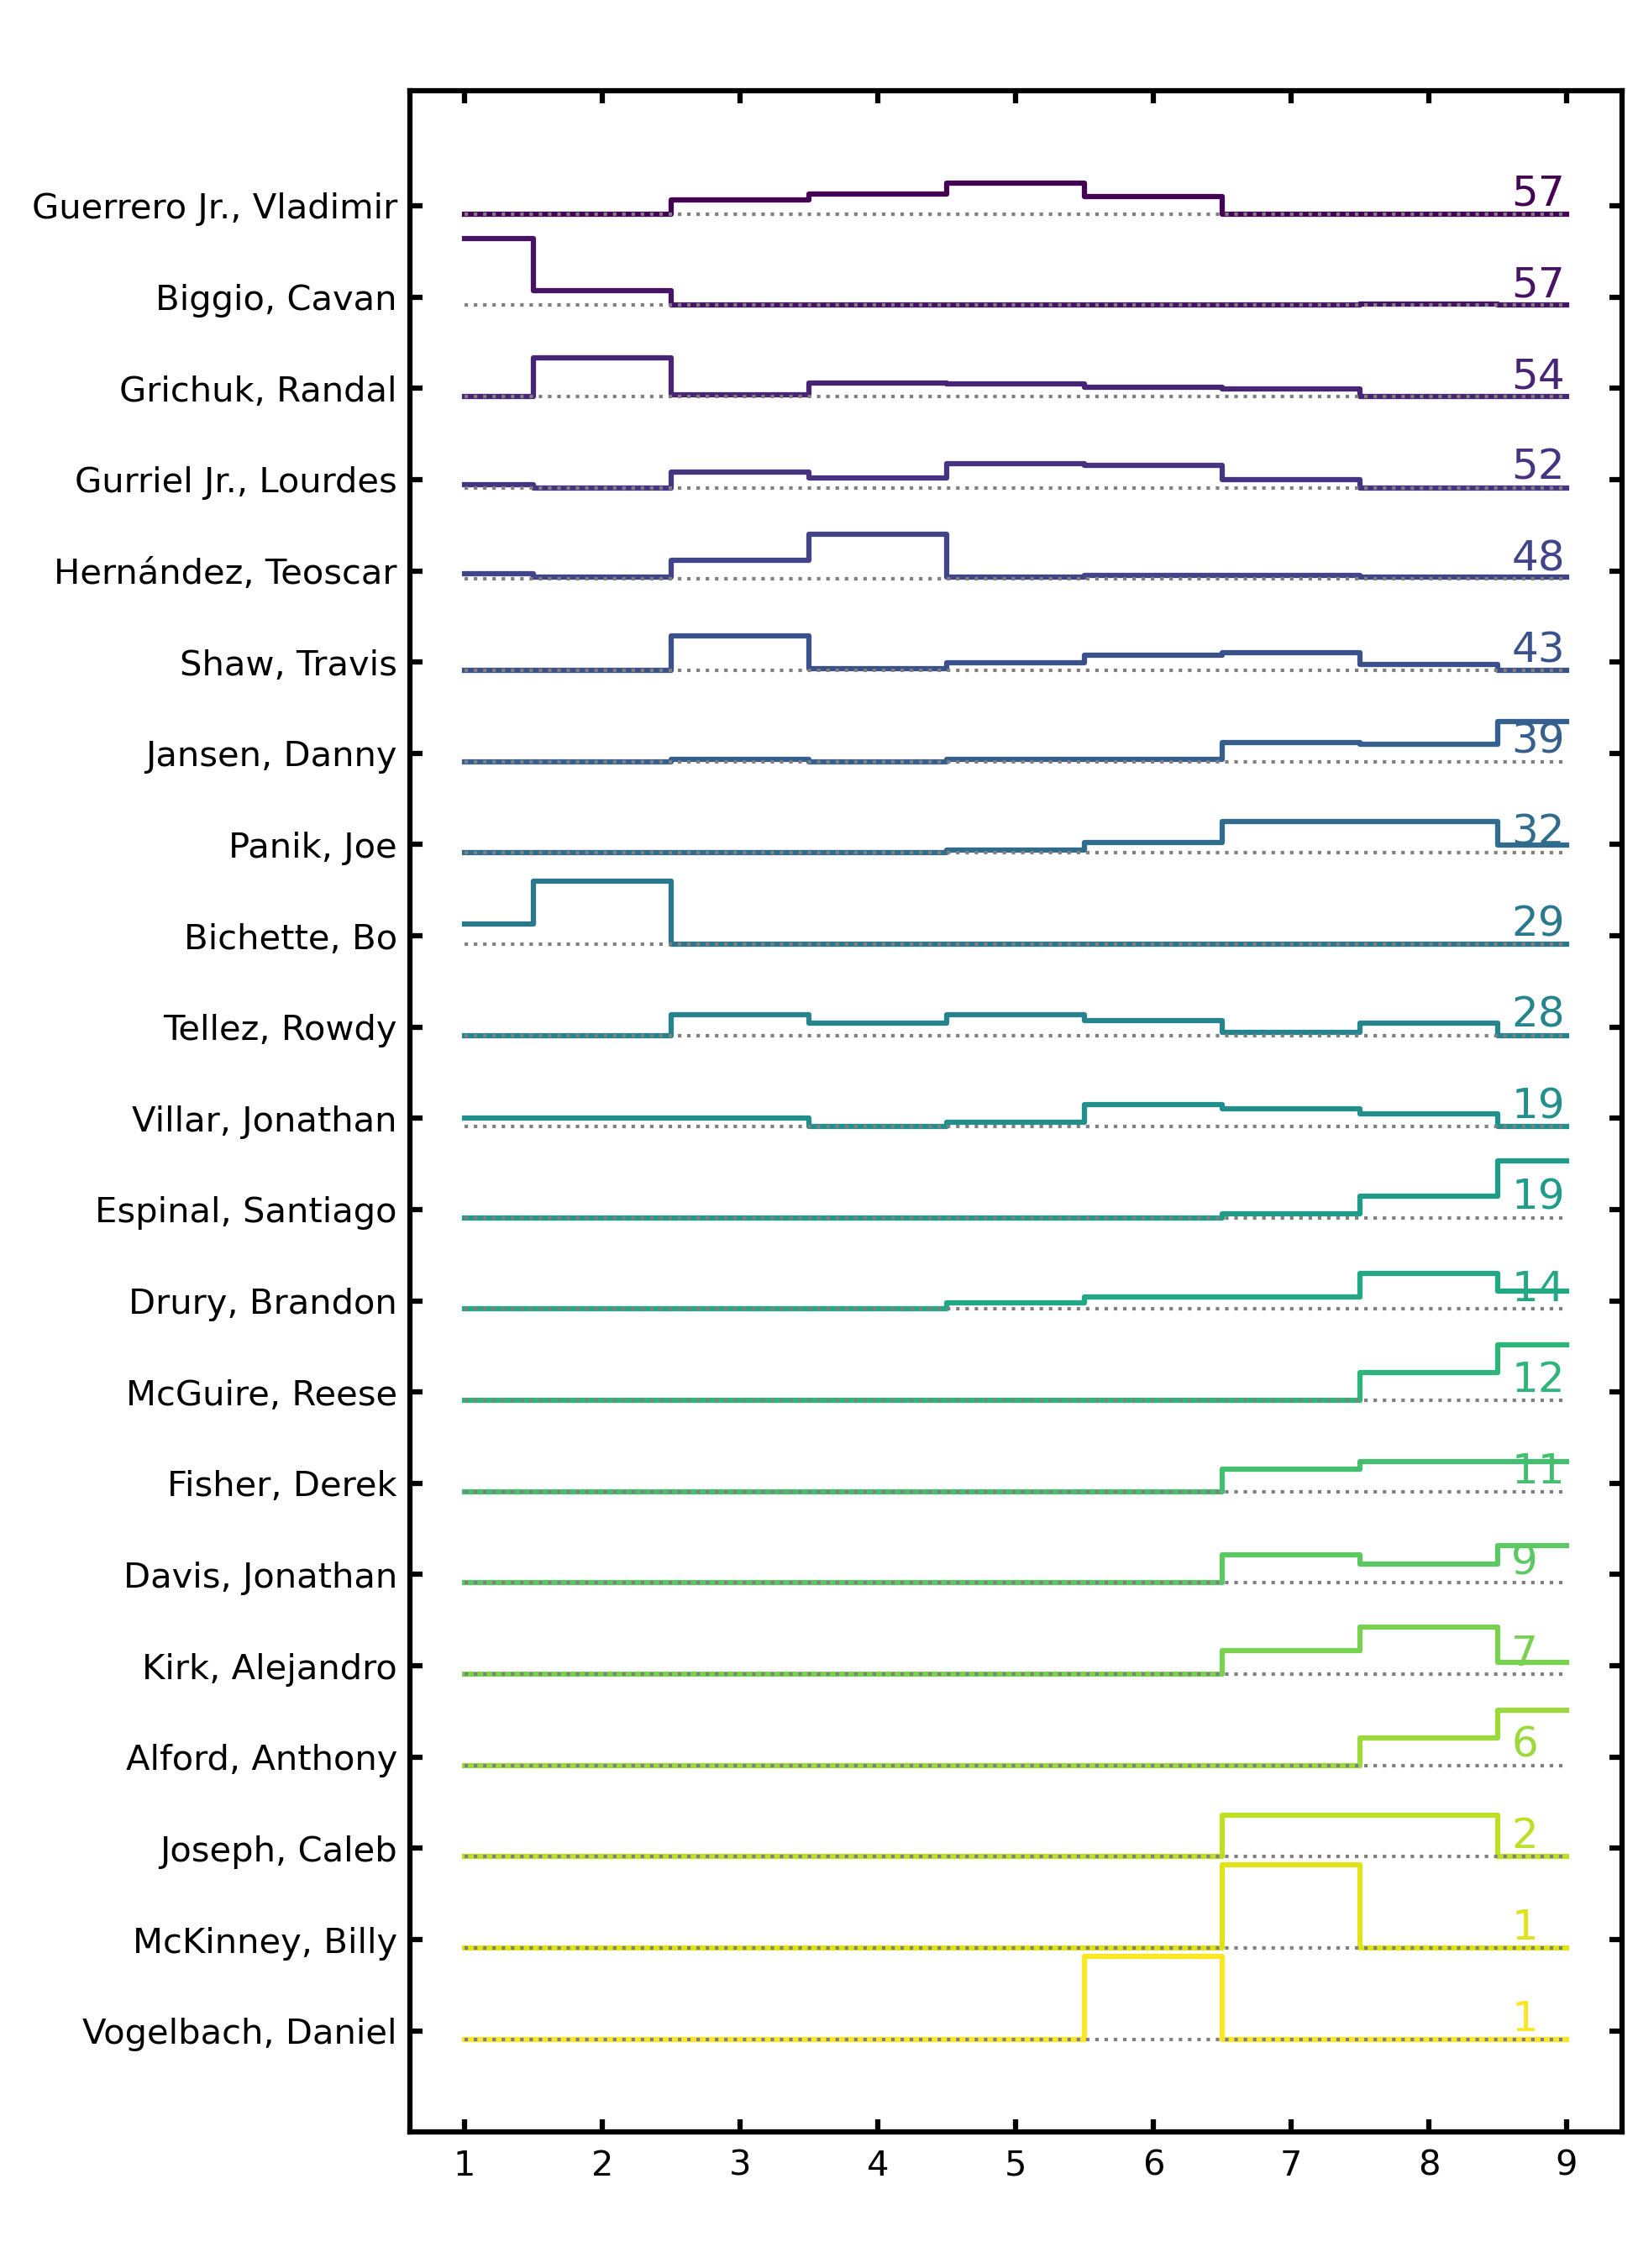 Guerrero Jr., Vladimir 57
Biggio, Cavan 57
Grichuk, Randal 54
Gurriel Jr., Lourdes 52
Hernández, Teoscar 48
Shaw, Travis 43
Jansen, Danny 39
Panik, Joe 32
Bichette, Bo 29
Tellez, Rowdy 28
Villar, Jonathan 19
Espinal, Santiago 19
Drury, Brandon 14
McGuire, Reese 12
Fisher, Derek 11
Davis, Jonathan 9
Kirk, Alejandro 7
Alford, Anthony 6
Joseph, Caleb 2
McKinney, Billy 1
Vogelbach, Daniel 1
1 2 3 4 5 6 7 8 9